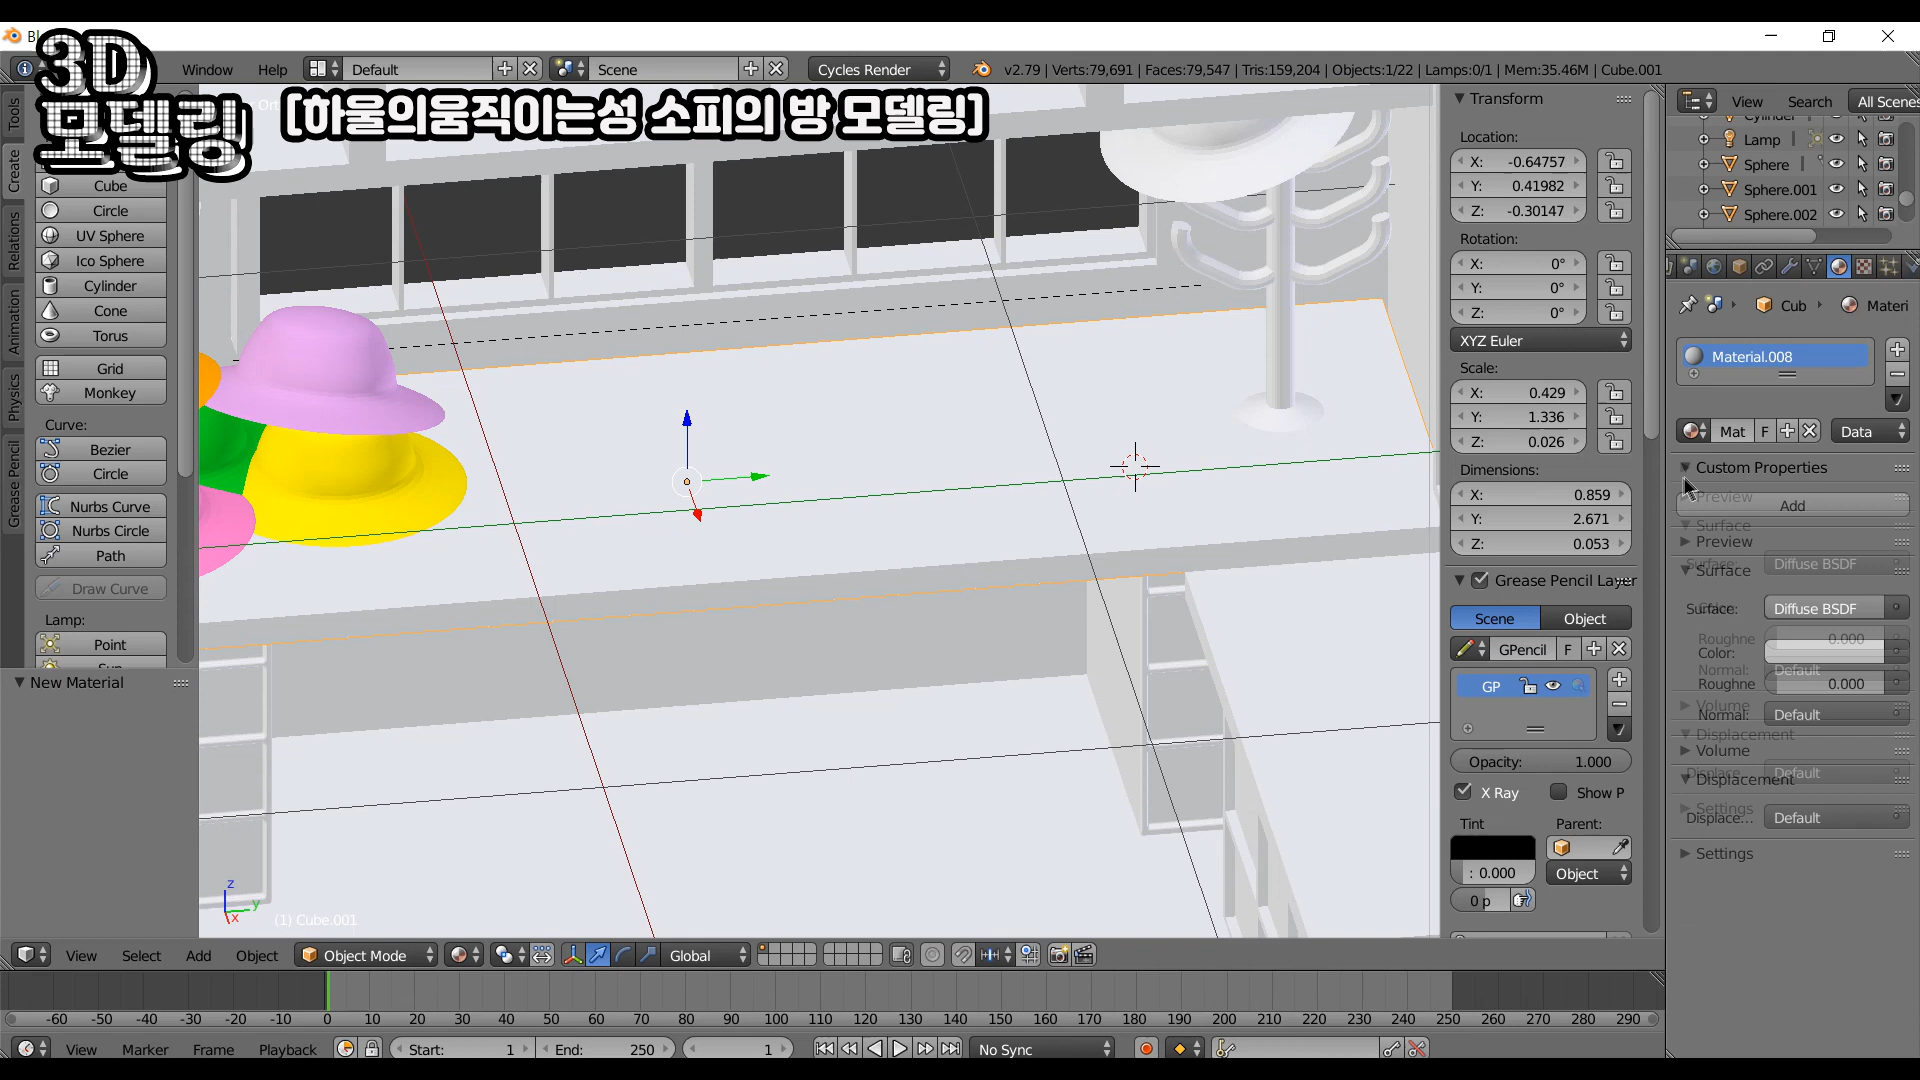 3D
모델링
[하울의움직이는성 소피의 방 모델링]
Window Help Default Scene Cycles Render v2.79 | Verts:79,691 | Faces:79,547 | Tris:159,204 | Objects:1/22 | Lamps:0/1 | Mem:35.46M | Cube.001
Tools
Create
Relations
Animation
Physics
Grease Pencil
Cube
Circle
UV Sphere
Ico Sphere
Cylinder
Cone
Torus
Grid
Monkey
Curve:
Bezier
Circle
Nurbs Curve
Nurbs Circle
Path
Draw Curve
Lamp:
Point
New Material
(1) Cube.001
Transform
Location:
X: -0.64757
Y: 0.41982
Z: -0.30147
Rotation:
X: 0°
Y: 0°
Z: 0°
XYZ Euler
Scale:
X: 0.429
Y: 1.336
Z: 0.026
Dimensions:
X: 0.859
Y: 2.671
Z: 0.053
Grease Pencil Layer
Scene Object
GPencil F
GP
Opacity: 1.000
X Ray Show P
Tint Parent:
: 0.000 Object
0 p
View Search All Scenes
Lamp
Sphere
Sphere.001
Sphere.002
Cub Materi
Material.008
Mat F Data
Custom Properties
Add
Preview
Surface
Surface: Diffuse BSDF
Color:
Roughne 0.000
Normal: Default
Volume
Displacement
Displace... Default
Settings
z
y
x
View Select Add Object Object Mode Global
-60 -50 -40 -30 -20 -10 0 10 20 30 40 50 60 70 80 90 100 110 120 130 140 150 160 170 180 190 200 210 220 230 240 250 260 270 280 290
View Marker Frame Playback Start: 1 End: 250 1 No Sync